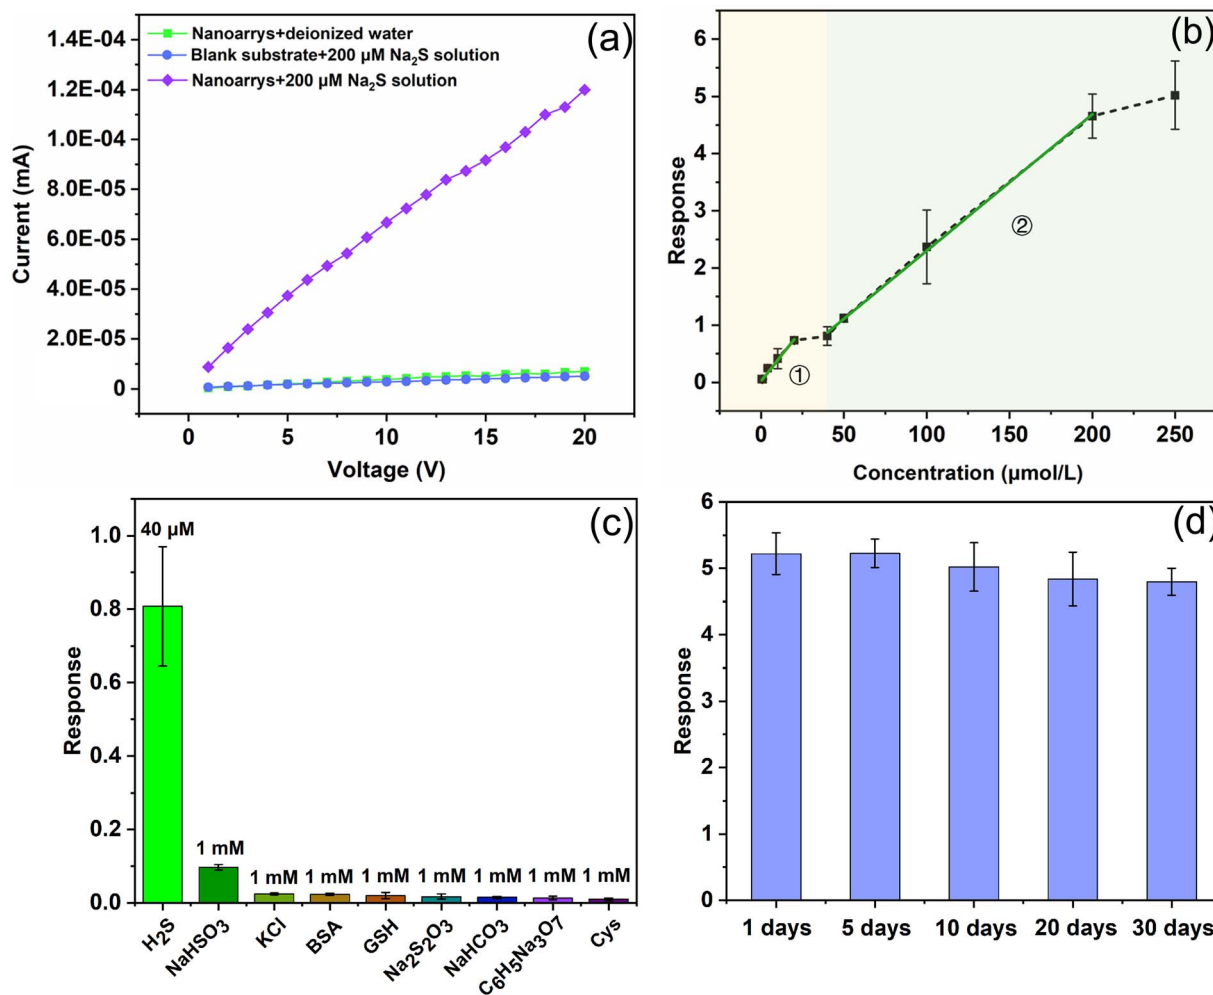 (a)
Nanoarrys+deionized water
Blank substrate+200 µM Na₂S solution
Nanoarrys+200 µM Na₂S solution
1.4E-04
1.2E-04
1.0E-04
8.0E-05
6.0E-05
4.0E-05
2.0E-05
0
Current (mA)
0 5 10 15 20
Voltage (V)
(b)
6
5
4
3
2
1
0
Response
①
②
0 50 100 150 200 250
Concentration (µmol/L)
(c)
1.0
0.8
0.6
0.4
0.2
0.0
Response
40 µM
1 mM
1 mM
1 mM
1 mM
1 mM
1 mM
1 mM
1 mM
H₂S
NaHSO₃
KCl
BSA
GSH
Na₂S₂O₃
NaHCO₃
C₆H₅Na₃O7
Cys
(d)
6
5
4
3
2
1
0
Response
1 days 5 days 10 days 20 days 30 days